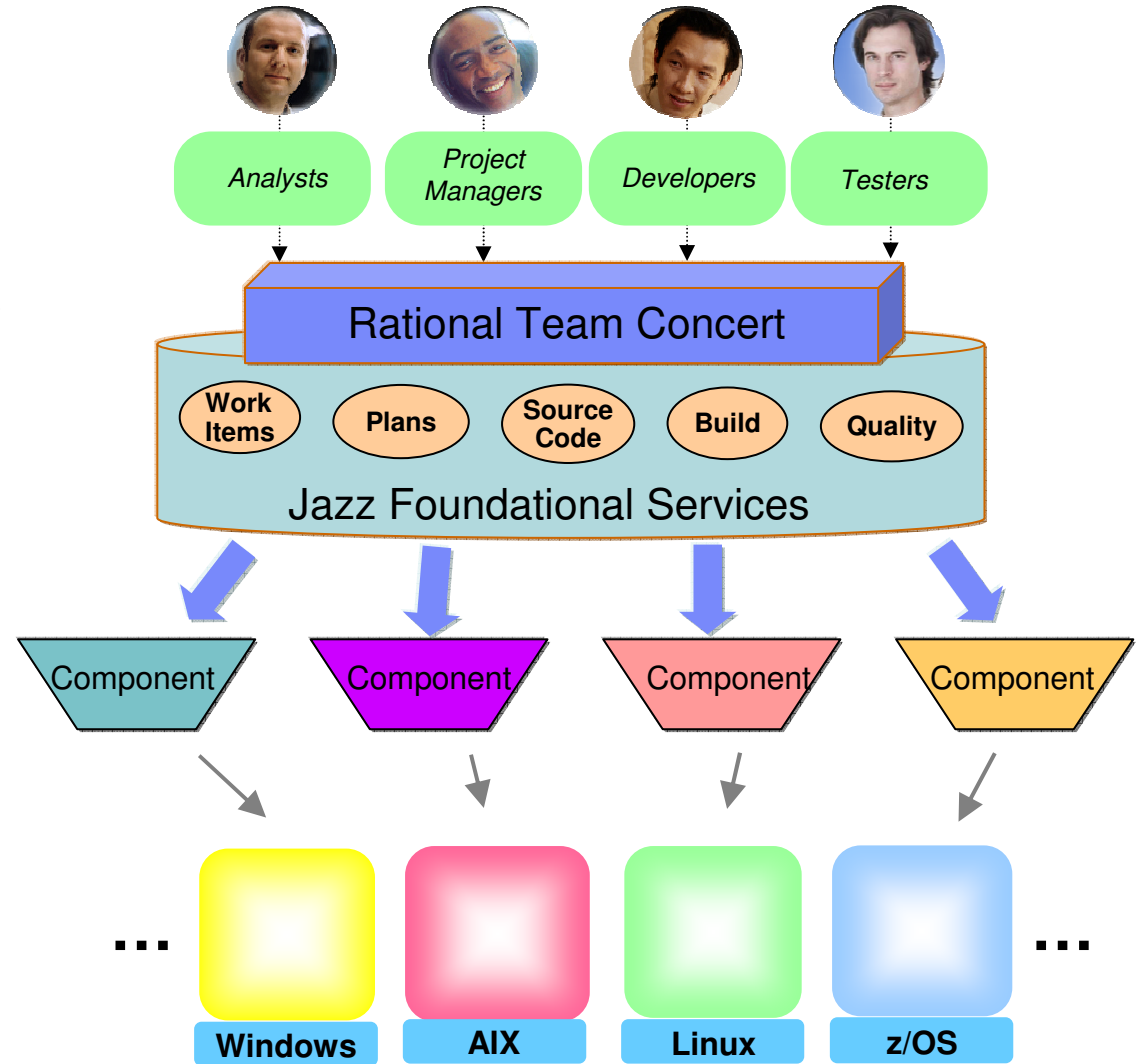 Analysts
Project
Managers
Developers
Testers
Rational Team Concert
Work
Items
Plans
Source
Code
Build
Quality
Jazz Foundational Services
Component
Component
Component
Component
...
...
Windows
AIX
Linux
z/OS